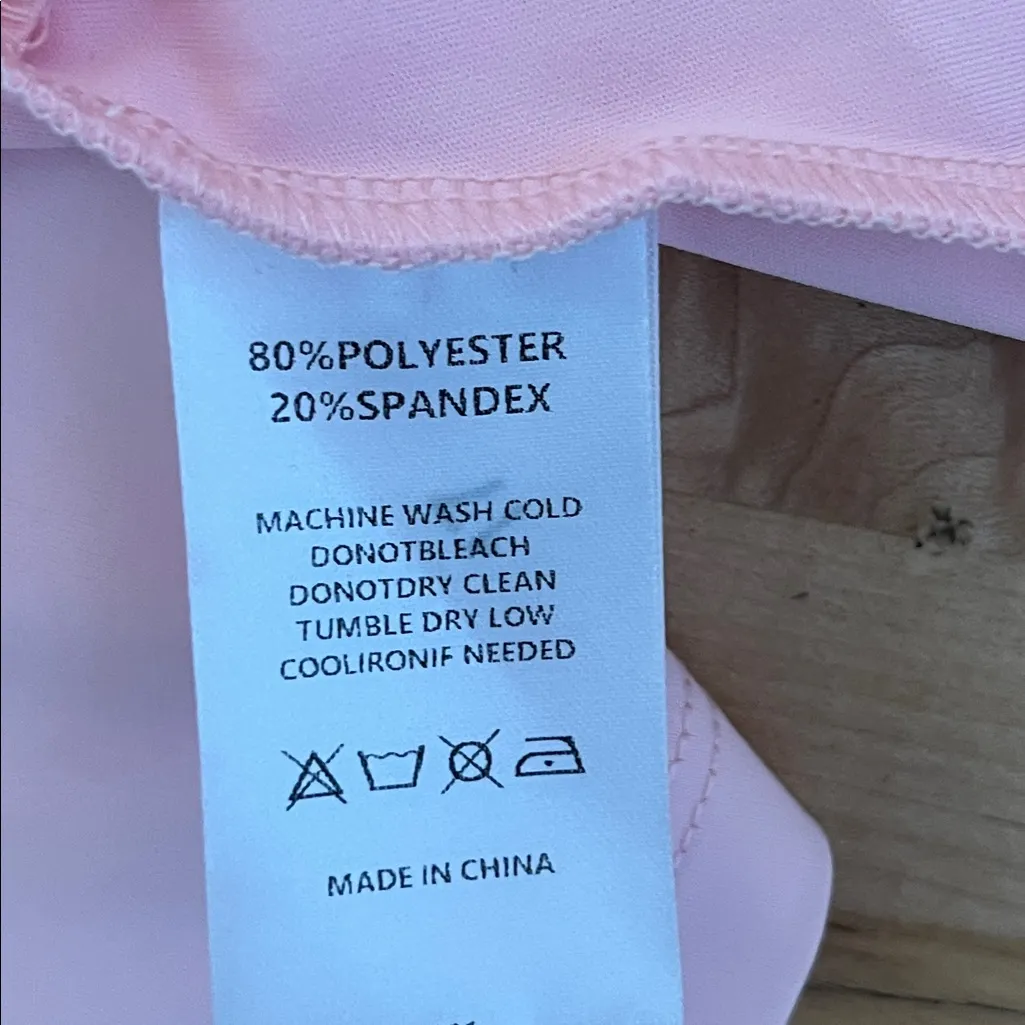 80%POLYESTER
20%SPANDEX
MACHINE WASH COLD
DONOTBLEACH
DONOTDRY CLEAN
TUMBLE DRY LOW
COOLIRONIF NEEDED
MADE IN CHINA